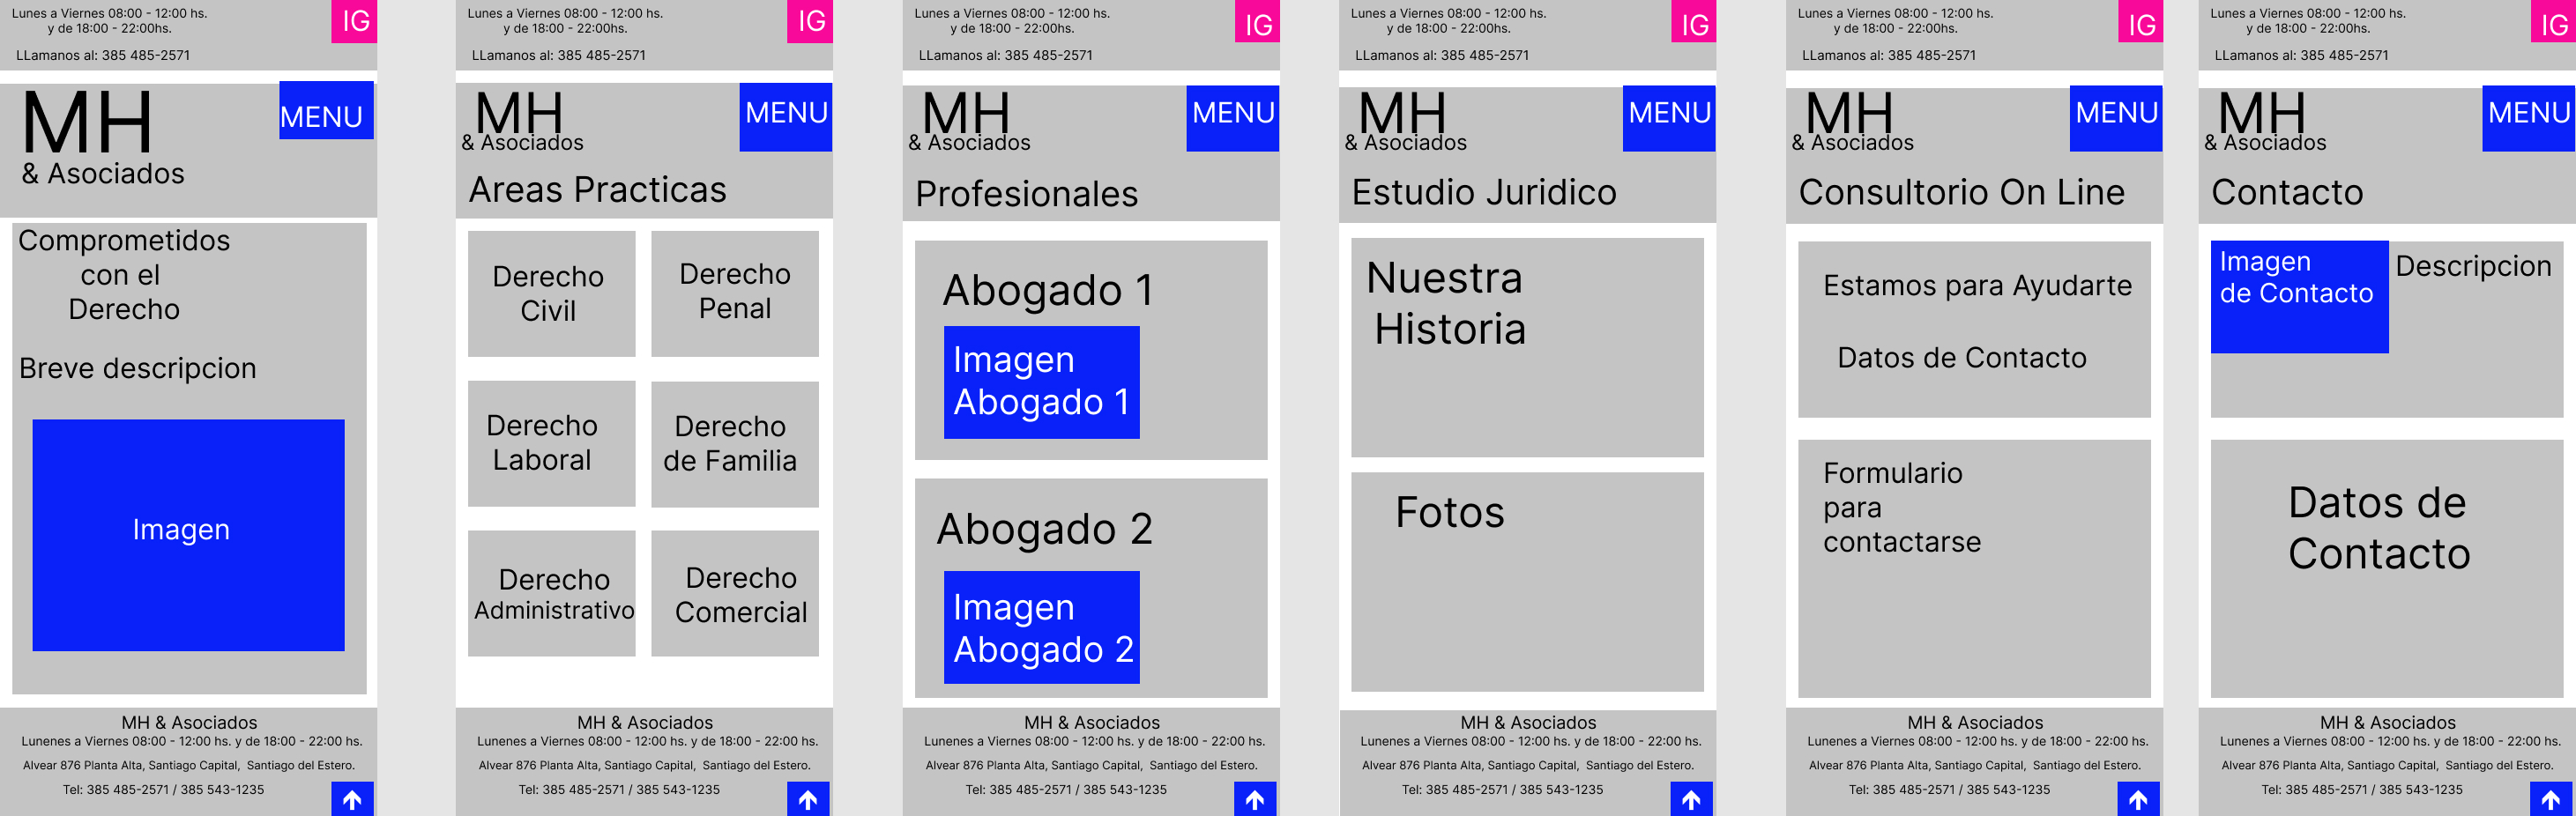 Lunes a Viernes 08:00 - 12:00 hs.
y de 18:00 - 22:00hs.
LLamanos al: 385 485-2571
IG
MH
& Asociados
MENU
Comprometidos
con el
Derecho
Breve descripcion
Imagen
MH & Asociados
Lunenes a Viernes 08:00 - 12:00 hs. y de 18:00 - 22:00 hs.
Alvear 876 Planta Alta, Santiago Capital, Santiago del Estero.
Tel: 385 485-2571 / 385 543-1235
Lunes a Viernes 08:00 - 12:00 hs.
y de 18:00 - 22:00hs.
LLamanos al: 385 485-2571
IG
MH
& Asociados
MENU
Areas Practicas
Derecho
Civil
Derecho
Penal
Derecho
Laboral
Derecho
de Familia
Derecho
Administrativo
Derecho
Comercial
MH & Asociados
Lunenes a Viernes 08:00 - 12:00 hs. y de 18:00 - 22:00 hs.
Alvear 876 Planta Alta, Santiago Capital, Santiago del Estero.
Tel: 385 485-2571 / 385 543-1235
Lunes a Viernes 08:00 - 12:00 hs.
y de 18:00 - 22:00hs.
LLamanos al: 385 485-2571
IG
MH
& Asociados
MENU
Profesionales
Abogado 1
Imagen
Abogado 1
Abogado 2
Imagen
Abogado 2
MH & Asociados
Lunenes a Viernes 08:00 - 12:00 hs. y de 18:00 - 22:00 hs.
Alvear 876 Planta Alta, Santiago Capital, Santiago del Estero.
Tel: 385 485-2571 / 385 543-1235
Lunes a Viernes 08:00 - 12:00 hs.
y de 18:00 - 22:00hs.
LLamanos al: 385 485-2571
IG
MH
& Asociados
MENU
Estudio Juridico
Nuestra
Historia
Fotos
MH & Asociados
Lunenes a Viernes 08:00 - 12:00 hs. y de 18:00 - 22:00 hs.
Alvear 876 Planta Alta, Santiago Capital, Santiago del Estero.
Tel: 385 485-2571 / 385 543-1235
Lunes a Viernes 08:00 - 12:00 hs.
y de 18:00 - 22:00hs.
LLamanos al: 385 485-2571
IG
MH
& Asociados
MENU
Consultorio On Line
Estamos para Ayudarte
Datos de Contacto
Formulario
para
contactarse
MH & Asociados
Lunenes a Viernes 08:00 - 12:00 hs. y de 18:00 - 22:00 hs.
Alvear 876 Planta Alta, Santiago Capital, Santiago del Estero.
Tel: 385 485-2571 / 385 543-1235
Lunes a Viernes 08:00 - 12:00 hs.
y de 18:00 - 22:00hs.
LLamanos al: 385 485-2571
IG
MH
& Asociados
MENU
Contacto
Imagen
de Contacto
Descripcion
Datos de
Contacto
MH & Asociados
Lunenes a Viernes 08:00 - 12:00 hs. y de 18:00 - 22:00 hs.
Alvear 876 Planta Alta, Santiago Capital, Santiago del Estero.
Tel: 385 485-2571 / 385 543-1235